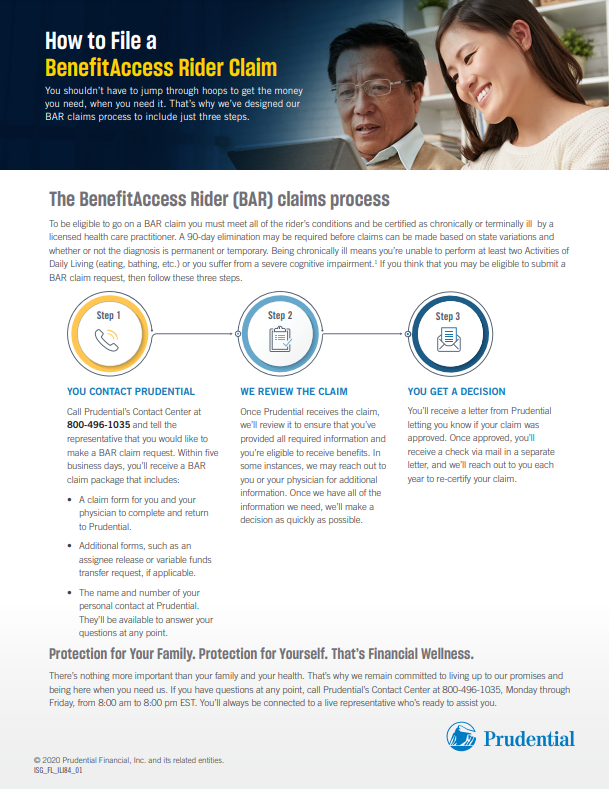 How to File a
BenefitAccess Rider Claim
You shouldn't have to jump through hoops to get the money
you need, when you need it. That's why we've designed our
BAR claims process to include just three steps.
The BenefitAccess Rider (BAR) claims process
To be eligible to go on a BAR claim you must meet all of the rider's conditions and be certified as chronically or terminally ill by a
licensed health care practitioner. A 90-day elimination may be required before claims can be made based on state variations and
whether or not the diagnosis is permanent or temporary. Being chronically ill means you're unable to perform at least two Activities of
Daily Living (eating, bathing, etc.) or you suffer from a severe cognitive impairment.¹ If you think that you may be eligible to submit a
BAR claim request, then follow these three steps.
Step 1
YOU CONTACT PRUDENTIAL
Call Prudential's Contact Center at
800-496-1035 and tell the
representative that you would like to
make a BAR claim request. Within five
business days, you'll receive a BAR
claim package that includes:
• A claim form for you and your
physician to complete and return
to Prudential.
• Additional forms, such as an
assignee release or variable funds
transfer request, if applicable.
• The name and number of your
personal contact at Prudential.
They'll be available to answer your
questions at any point.
Step 2
WE REVIEW THE CLAIM
Once Prudential receives the claim,
we'll review it to ensure that you've
provided all required information and
you're eligible to receive benefits. In
some instances, we may reach out to
you or your physician for additional
information. Once we have all of the
information we need, we'll make a
decision as quickly as possible.
Step 3
YOU GET A DECISION
You'll receive a letter from Prudential
letting you know if your claim was
approved. Once approved, you'll
receive a check via mail in a separate
letter, and we'll reach out to you each
year to re-certify your claim.
Protection for Your Family. Protection for Yourself. That's Financial Wellness.
There's nothing more important than your family and your health. That's why we remain committed to living up to our promises and
being here when you need us. If you have questions at any point, call Prudential's Contact Center at 800-496-1035, Monday through
Friday, from 8:00 am to 8:00 pm EST. You'll always be connected to a live representative who's ready to assist you.
Prudential
© 2020 Prudential Financial, Inc. and its related entities.
ISG_FL_ILI84_01